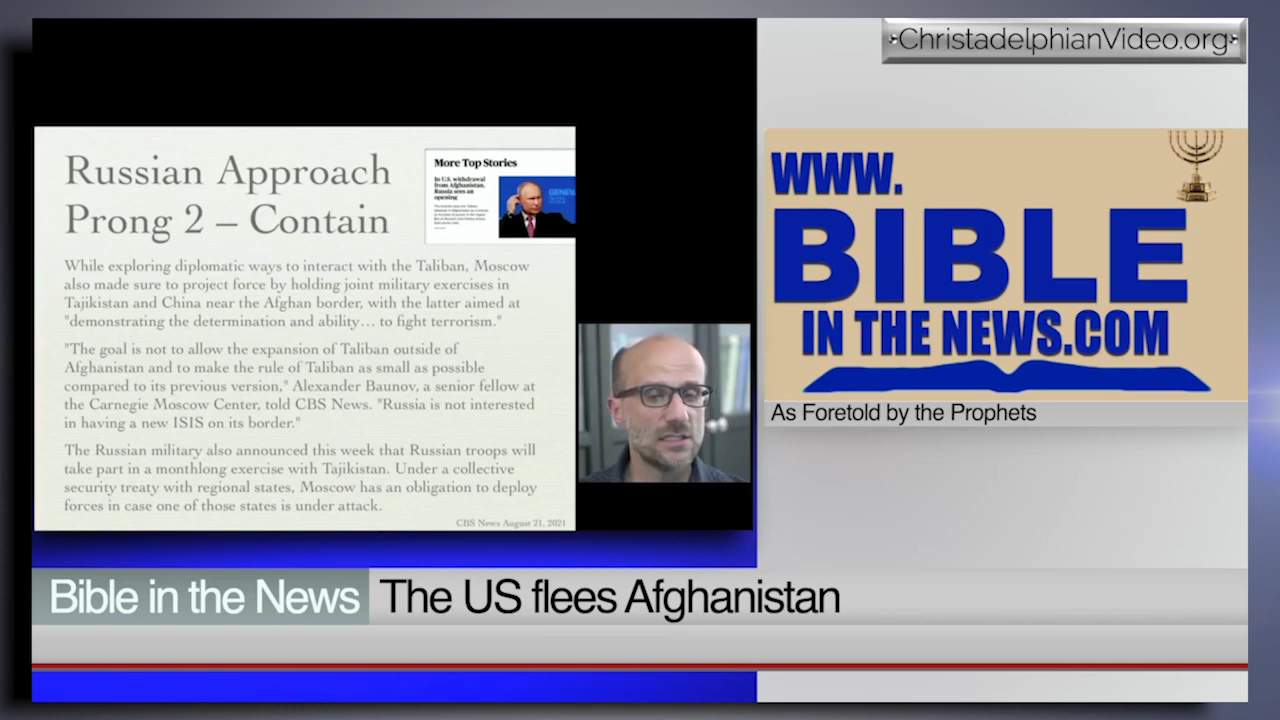 ChristadelphianVideo.org
Russian Approach
Prong 2 – Contain
More Top Stories
In U.S. withdrawal
from Afghanistan,
Russia sees an
opening
GENEVA
2021
While exploring diplomatic ways to interact with the Taliban, Moscow
also made sure to project force by holding joint military exercises in
Tajikistan and China near the Afghan border, with the latter aimed at
"demonstrating the determination and ability… to fight terrorism."
"The goal is not to allow the expansion of Taliban outside of
Afghanistan and to make the rule of Taliban as small as possible
compared to its previous version," Alexander Baunov, a senior fellow at
the Carnegie Moscow Center, told CBS News. "Russia is not interested
in having a new ISIS on its border."
The Russian military also announced this week that Russian troops will
take part in a monthlong exercise with Tajikistan. Under a collective
security treaty with regional states, Moscow has an obligation to deploy
forces in case one of those states is under attack.
CBS News August 21, 2021
WWW.
BIBLE
IN THE NEWS.COM
As Foretold by the Prophets
Bible in the News
The US flees Afghanistan